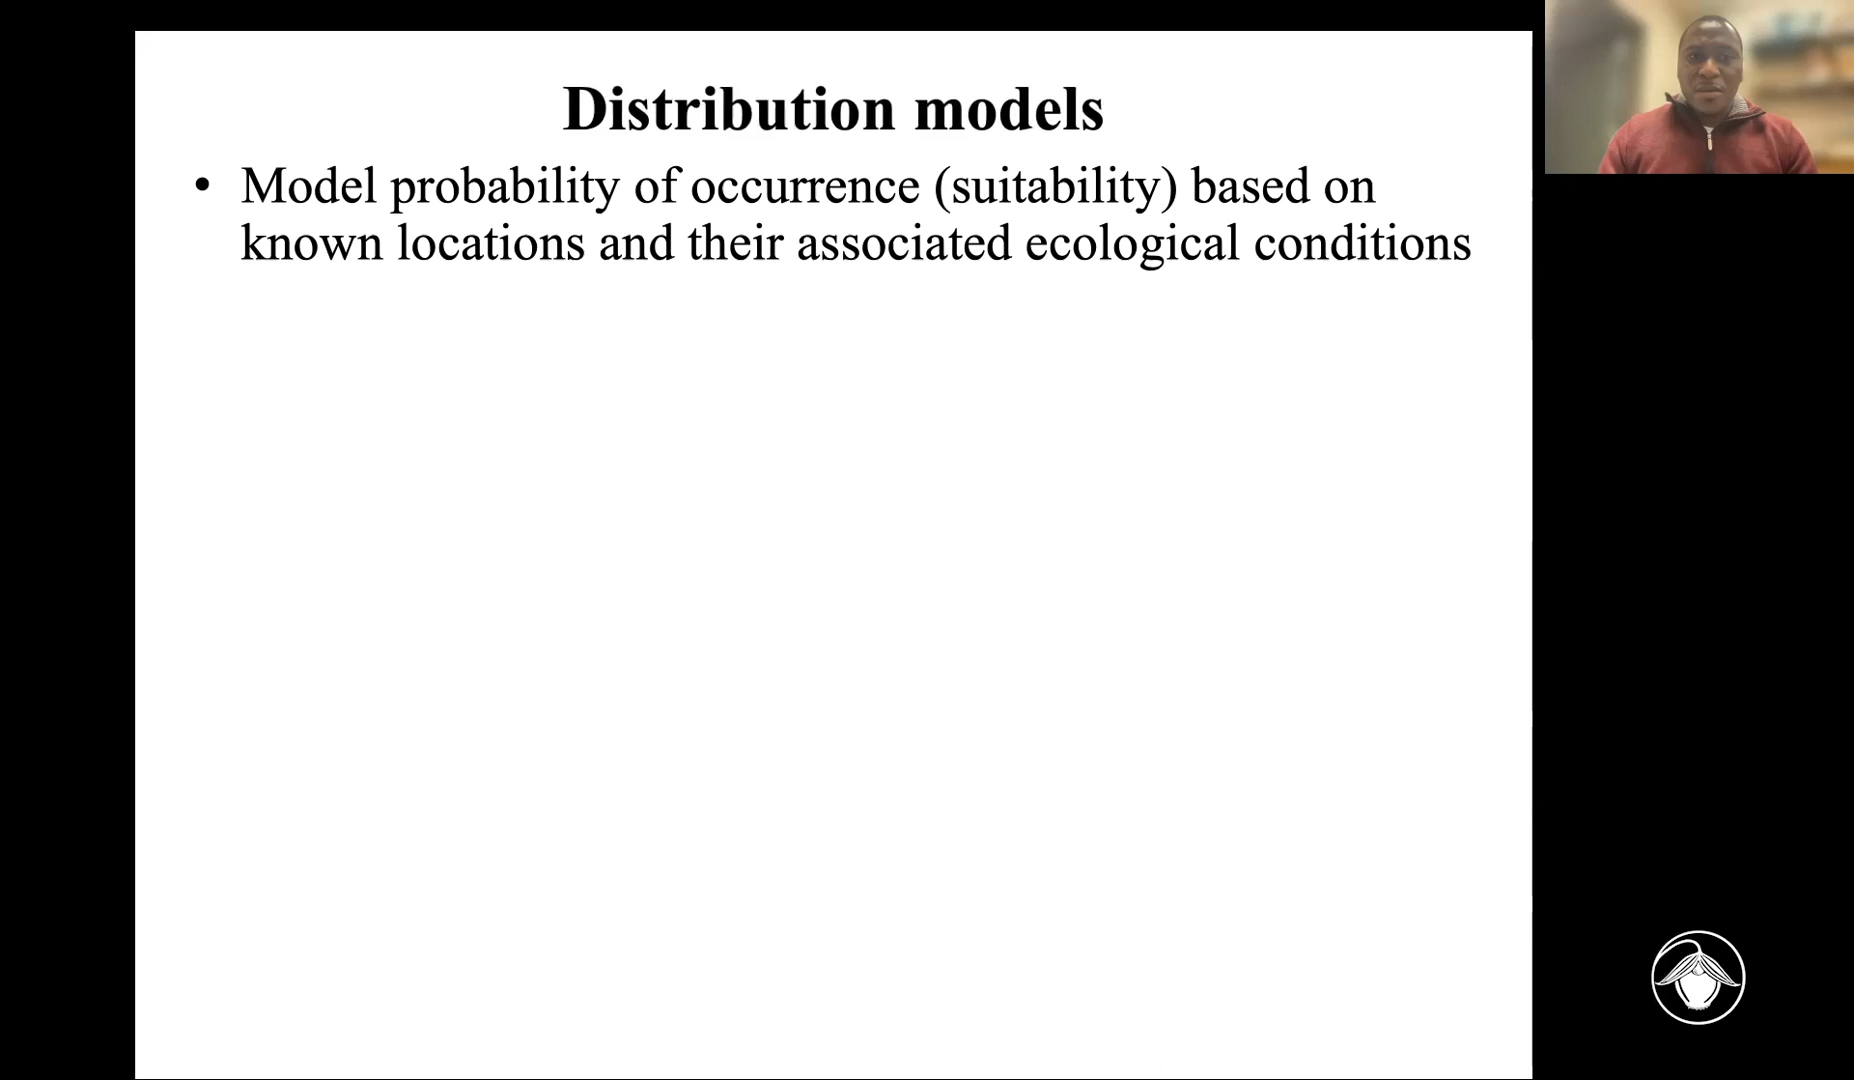 Distribution models
• Model probability of occurrence (suitability) based on
known locations and their associated ecological conditions